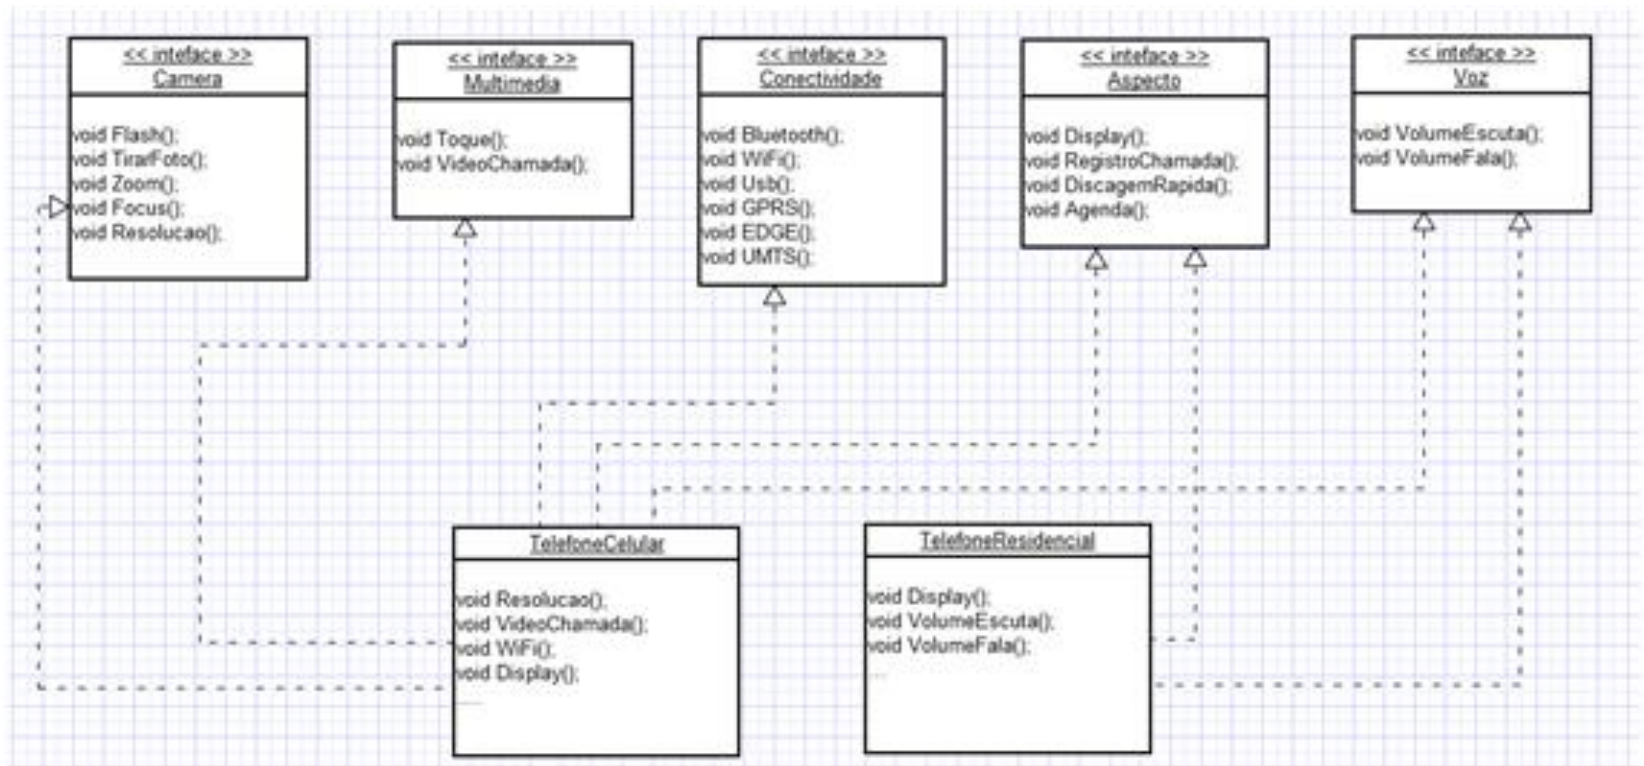 << inteface >>
Camera
void Flash();
void TirarFoto();
void Zoom();
void Focus();
void Resolucao();
<< inteface >>
Multimedia
void Toque();
void VideoChamada();
<< inteface >>
Conectividade
void Bluetooth();
void WiFi();
void Usb();
void GPRS();
void EDGE();
void UMTS();
<< inteface >>
Aspecto
void Display();
void RegistroChamada();
void DiscagemRapida();
void Agenda();
<< inteface >>
Voz
void VolumeEscuta();
void VolumeFala();
TelefoneCelular
void Resolucao();
void VideoChamada();
void WiFi();
void Display();
.....
TelefoneResidencial
void Display();
void VolumeEscuta();
void VolumeFala();
...